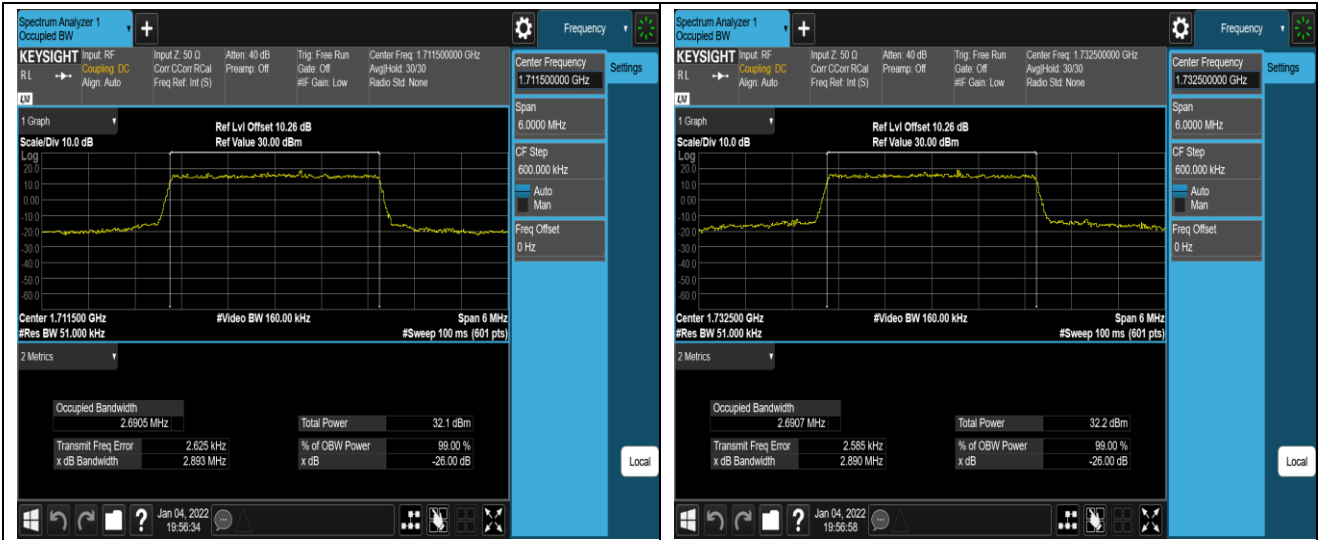 Spectrum Analyzer 1
Occupied BW
Frequency
KEYSIGHT
Input: RF
Coupling: DC
Align: Auto
Input Z: 50 Ω
Corr CCorr RCal
Freq Ref: Int (S)
Atten: 40 dB
Preamp: Off
Trig: Free Run
Gate: Off
#IF Gain: Low
Center Freq: 1.711500000 GHz
Avg|Hold: 30/30
Radio Std: None
RL
LXI
Center Frequency
1.711500000 GHz
Settings
Span
6.0000 MHz
CF Step
600.000 kHz
Auto
Man
Freq Offset
0 Hz
1 Graph
Ref Lvl Offset 10.26 dB
Scale/Div 10.0 dB
Ref Value 30.00 dBm
Log
20.0
10.0
0.00
-10.0
-20.0
-30.0
-40.0
-50.0
-60.0
Center 1.711500 GHz
#Video BW 160.00 kHz
Span 6 MHz
#Res BW 51.000 kHz
#Sweep 100 ms (601 pts)
2 Metrics
Occupied Bandwidth
2.6905 MHz
Total Power 32.1 dBm
Transmit Freq Error 2.625 kHz
% of OBW Power 99.00 %
x dB Bandwidth 2.893 MHz
x dB -26.00 dB
Local
?
Jan 04, 2022
19:56:34
Spectrum Analyzer 1
Occupied BW
Frequency
KEYSIGHT
Input: RF
Coupling: DC
Align: Auto
Input Z: 50 Ω
Corr CCorr RCal
Freq Ref: Int (S)
Atten: 40 dB
Preamp: Off
Trig: Free Run
Gate: Off
#IF Gain: Low
Center Freq: 1.732500000 GHz
Avg|Hold: 30/30
Radio Std: None
RL
LXI
Center Frequency
1.732500000 GHz
Settings
Span
6.0000 MHz
CF Step
600.000 kHz
Auto
Man
Freq Offset
0 Hz
1 Graph
Ref Lvl Offset 10.26 dB
Scale/Div 10.0 dB
Ref Value 30.00 dBm
Log
20.0
10.0
0.00
-10.0
-20.0
-30.0
-40.0
-50.0
-60.0
Center 1.732500 GHz
#Video BW 160.00 kHz
Span 6 MHz
#Res BW 51.000 kHz
#Sweep 100 ms (601 pts)
2 Metrics
Occupied Bandwidth
2.6907 MHz
Total Power 32.2 dBm
Transmit Freq Error 2.585 kHz
% of OBW Power 99.00 %
x dB Bandwidth 2.890 MHz
x dB -26.00 dB
Local
?
Jan 04, 2022
19:56:58